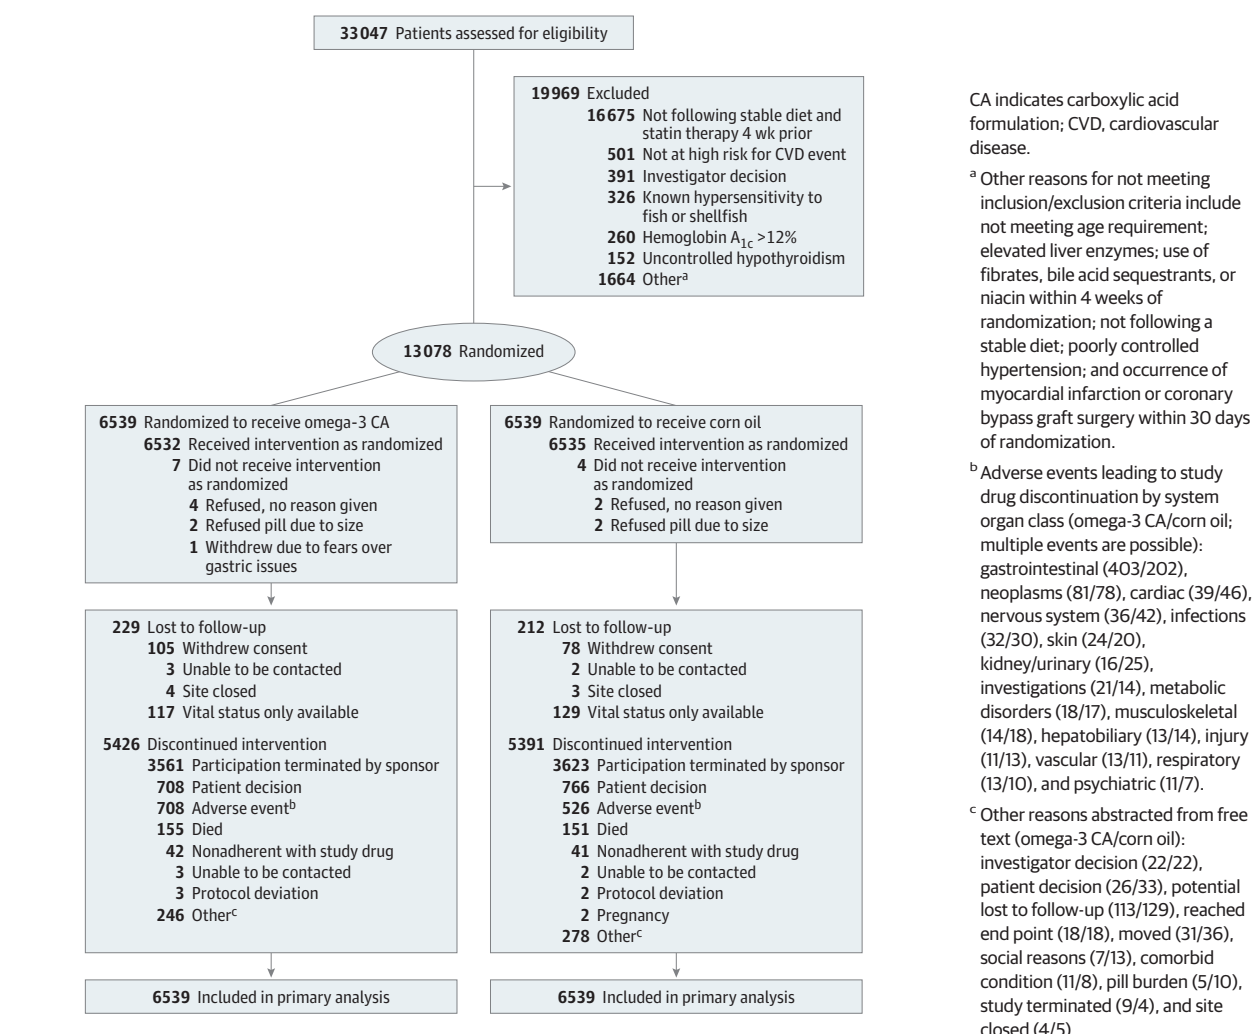 33047 Patients assessed for eligibility
19969 Excluded
16675 Not following stable diet and
statin therapy 4 wk prior
501 Not at high risk for CVD event
391 Investigator decision
326 Known hypersensitivity to
fish or shellfish
260 Hemoglobin A1c >12%
152 Uncontrolled hypothyroidism
1664 Othera
13078 Randomized
6539 Randomized to receive omega-3 CA
6532 Received intervention as randomized
7 Did not receive intervention
as randomized
4 Refused, no reason given
2 Refused pill due to size
1 Withdrew due to fears over
gastric issues
6539 Randomized to receive corn oil
6535 Received intervention as randomized
4 Did not receive intervention
as randomized
2 Refused, no reason given
2 Refused pill due to size
229 Lost to follow-up
105 Withdrew consent
3 Unable to be contacted
4 Site closed
117 Vital status only available
5426 Discontinued intervention
3561 Participation terminated by sponsor
708 Patient decision
708 Adverse eventb
155 Died
42 Nonadherent with study drug
3 Unable to be contacted
3 Protocol deviation
246 Otherc
212 Lost to follow-up
78 Withdrew consent
2 Unable to be contacted
3 Site closed
129 Vital status only available
5391 Discontinued intervention
3623 Participation terminated by sponsor
766 Patient decision
526 Adverse eventb
151 Died
41 Nonadherent with study drug
2 Unable to be contacted
2 Protocol deviation
2 Pregnancy
278 Otherc
6539 Included in primary analysis
6539 Included in primary analysis
CA indicates carboxylic acid
formulation; CVD, cardiovascular
disease.
a Other reasons for not meeting
inclusion/exclusion criteria include
not meeting age requirement;
elevated liver enzymes; use of
fibrates, bile acid sequestrants, or
niacin within 4 weeks of
randomization; not following a
stable diet; poorly controlled
hypertension; and occurrence of
myocardial infarction or coronary
bypass graft surgery within 30 days
of randomization.
b Adverse events leading to study
drug discontinuation by system
organ class (omega-3 CA/corn oil;
multiple events are possible):
gastrointestinal (403/202),
neoplasms (81/78), cardiac (39/46),
nervous system (36/42), infections
(32/30), skin (24/20),
kidney/urinary (16/25),
investigations (21/14), metabolic
disorders (18/17), musculoskeletal
(14/18), hepatobiliary (13/14), injury
(11/13), vascular (13/11), respiratory
(13/10), and psychiatric (11/7).
c Other reasons abstracted from free
text (omega-3 CA/corn oil):
investigator decision (22/22),
patient decision (26/33), potential
lost to follow-up (113/129), reached
end point (18/18), moved (31/36),
social reasons (7/13), comorbid
condition (11/8), pill burden (5/10),
study terminated (9/4), and site
closed (4/5).